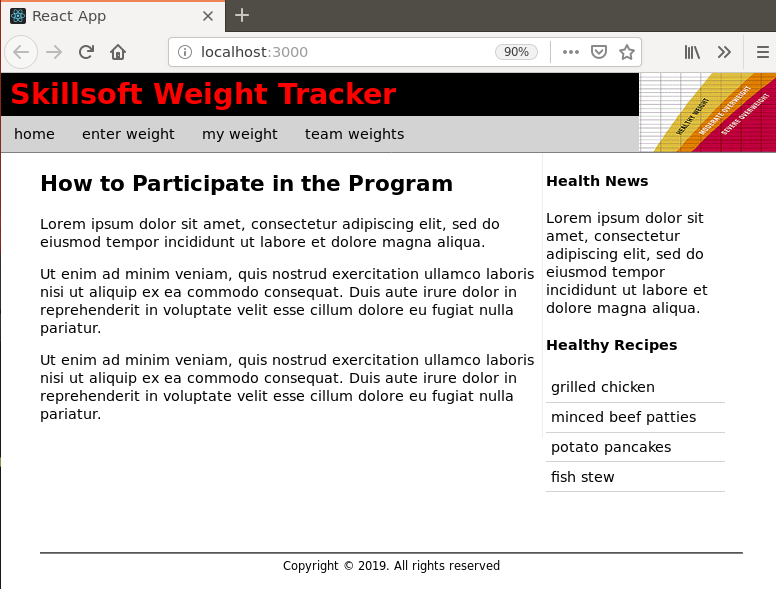 React App
localhost:3000
90%
Skillsoft Weight Tracker
HEALTHY WEIGHT
MODERATE OVERWEIGHT
SEVERE OVERWEIGHT
home enter weight my weight team weights
How to Participate in the Program
Lorem ipsum dolor sit amet, consectetur adipiscing elit, sed do
eiusmod tempor incididunt ut labore et dolore magna aliqua.
Ut enim ad minim veniam, quis nostrud exercitation ullamco laboris
nisi ut aliquip ex ea commodo consequat. Duis aute irure dolor in
reprehenderit in voluptate velit esse cillum dolore eu fugiat nulla
pariatur.
Ut enim ad minim veniam, quis nostrud exercitation ullamco laboris
nisi ut aliquip ex ea commodo consequat. Duis aute irure dolor in
reprehenderit in voluptate velit esse cillum dolore eu fugiat nulla
pariatur.
Health News
Lorem ipsum dolor sit
amet, consectetur
adipiscing elit, sed do
eiusmod tempor
incididunt ut labore et
dolore magna aliqua.
Healthy Recipes
grilled chicken
minced beef patties
potato pancakes
fish stew
Copyright © 2019. All rights reserved